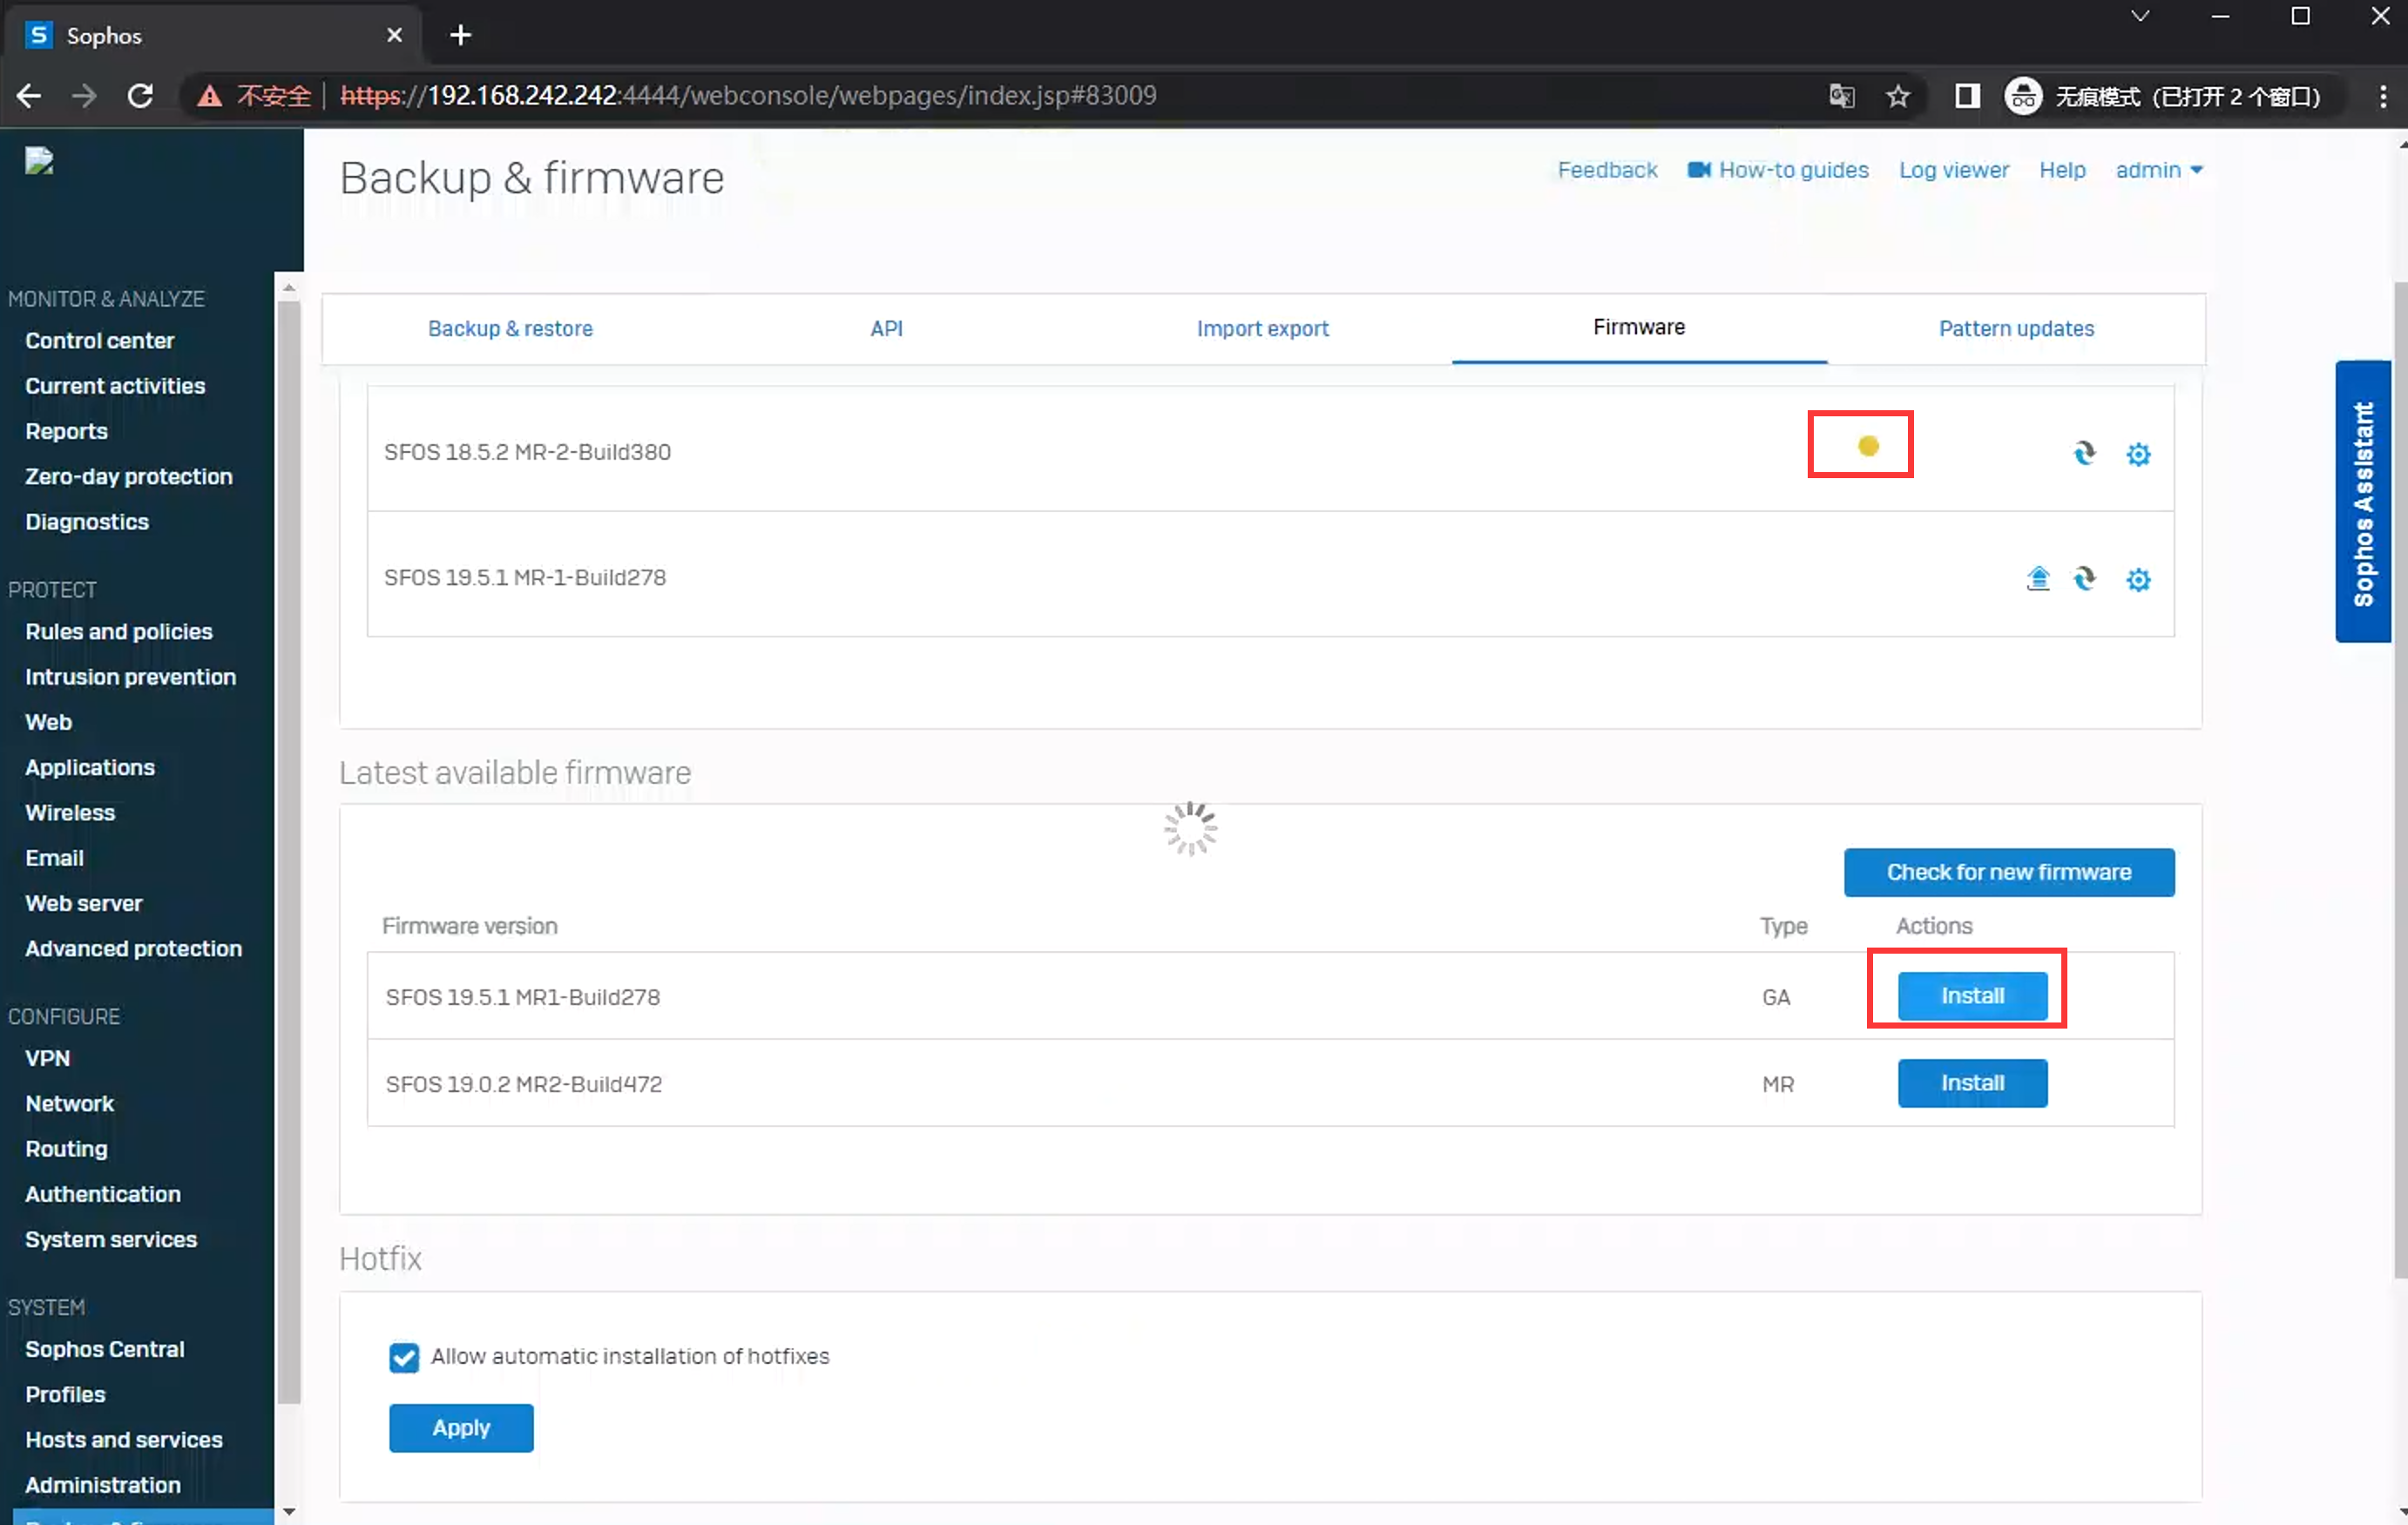 Sophos
不安全 https://192.168.242.242:4444/webconsole/webpages/index.jsp#83009 无痕模式 (已打开 2 个窗口)
Backup & firmware
Feedback How-to guides Log viewer Help admin
MONITOR & ANALYZE
Control center
Current activities
Reports
Zero-day protection
Diagnostics
PROTECT
Rules and policies
Intrusion prevention
Web
Applications
Wireless
Email
Web server
Advanced protection
CONFIGURE
VPN
Network
Routing
Authentication
System services
SYSTEM
Sophos Central
Profiles
Hosts and services
Administration
Backup & restore API Import export Firmware Pattern updates
SFOS 18.5.2 MR-2-Build380
SFOS 19.5.1 MR-1-Build278
Latest available firmware
Check for new firmware
Firmware version Type Actions
SFOS 19.5.1 MR1-Build278 GA Install
SFOS 19.0.2 MR2-Build472 MR Install
Hotfix
Allow automatic installation of hotfixes
Apply
Sophos Assistant